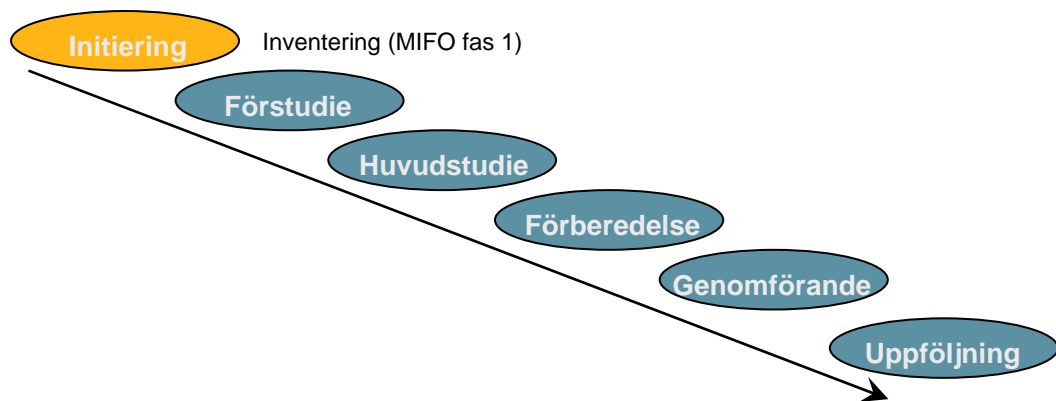 Initiering
Inventering (MIFO fas 1)
Förstudie
Huvudstudie
Förberedelse
Genomförande
Uppföljning